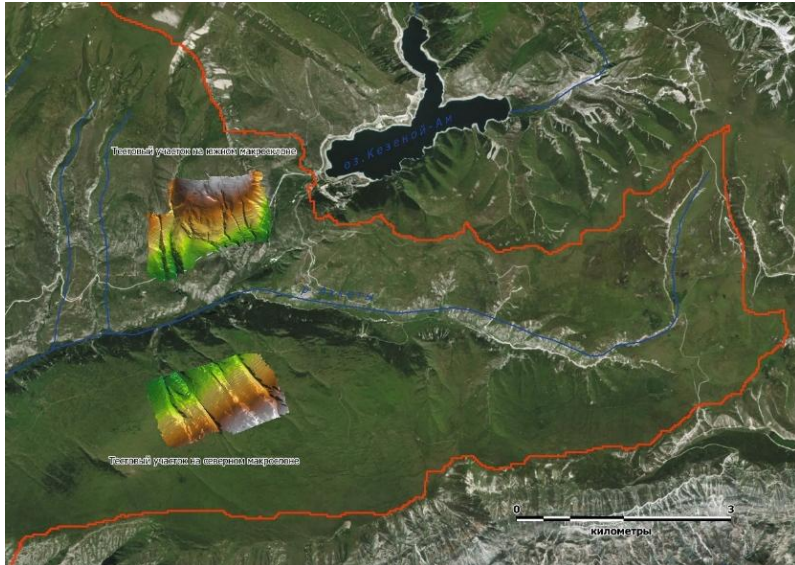 оз.Кезеной-Ам
Тестовый участок на южном макросклоне
Тестовый участок на северном макросклоне
0 3
километры